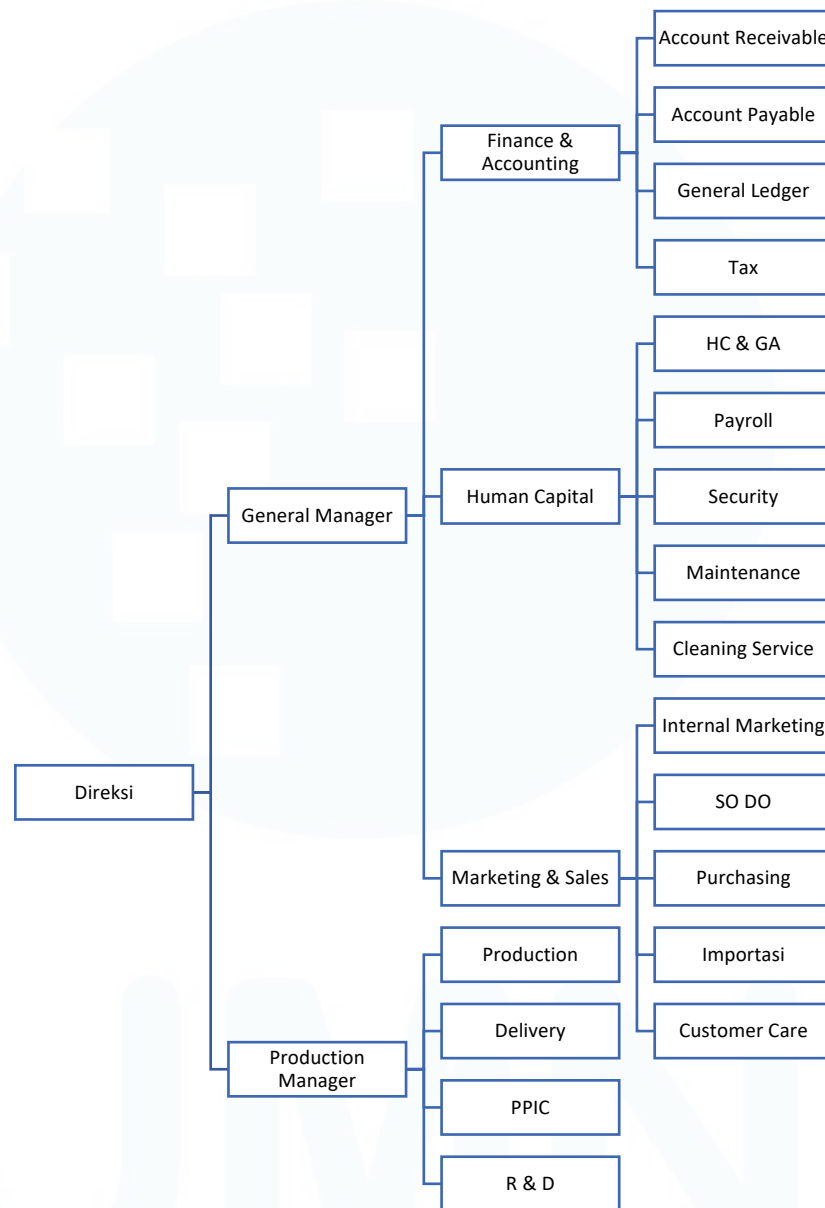 Account Receivable
Account Payable
Finance &
Accounting
General Ledger
Tax
HC & GA
Payroll
General Manager
Human Capital
Security
Maintenance
Cleaning Service
Internal Marketing
Direksi
SO DO
Marketing & Sales
Purchasing
Production
Importasi
Delivery
Customer Care
Production
Manager
PPIC
R & D
UMN